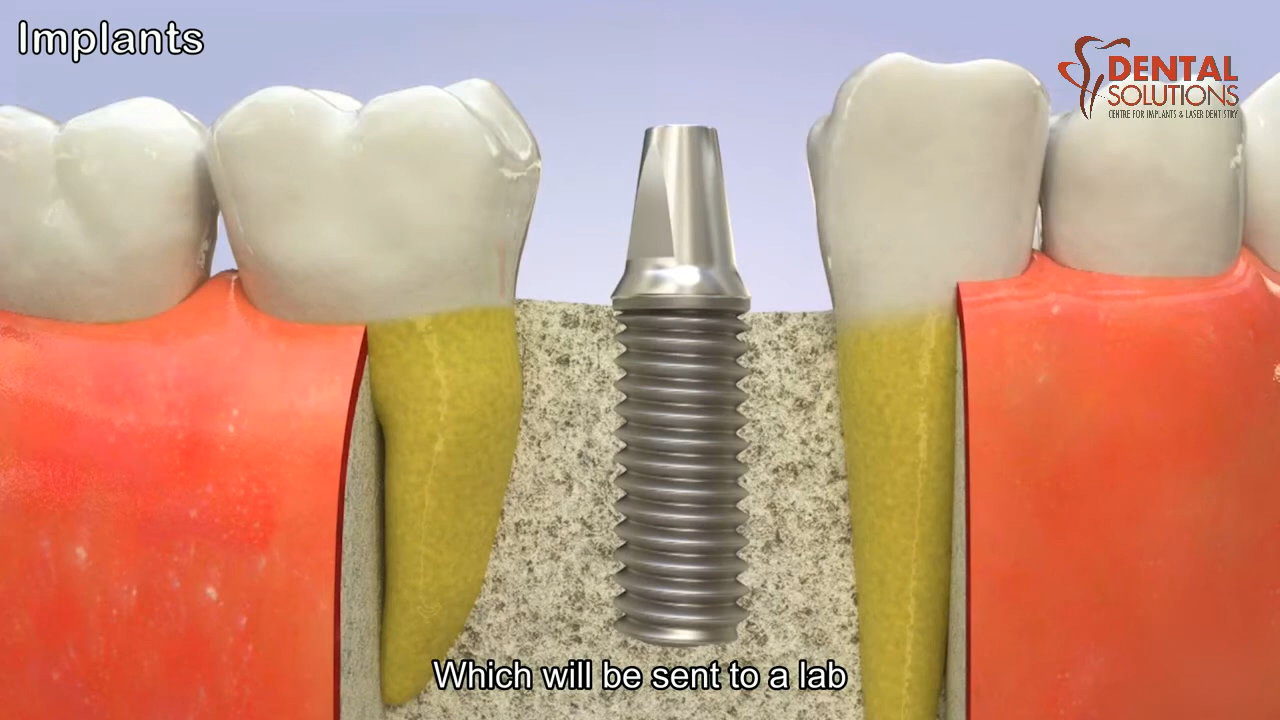 Implants
DENTAL
SOLUTIONS
CENTRE FOR IMPLANTS & LASER DENTISTRY
Which will be sent to a lab